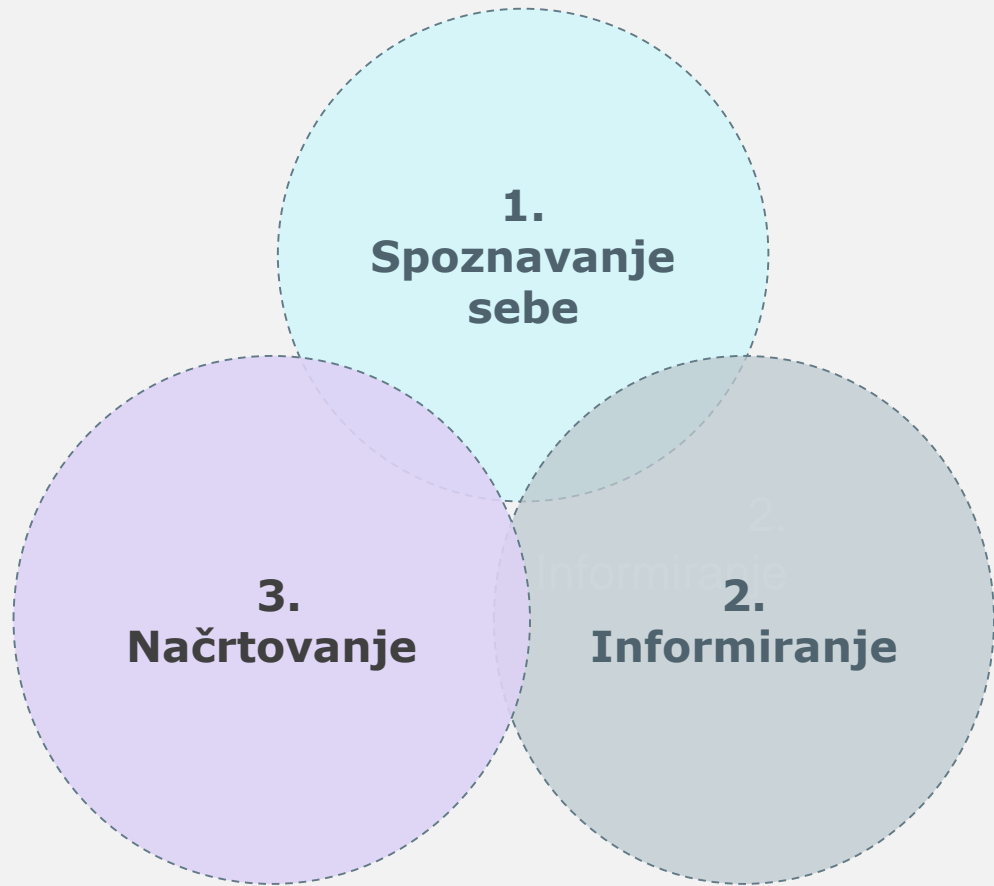 1.
Spoznavanje
sebe
2.
Informiranje
3.
Načrtovanje
2.
Informiranje